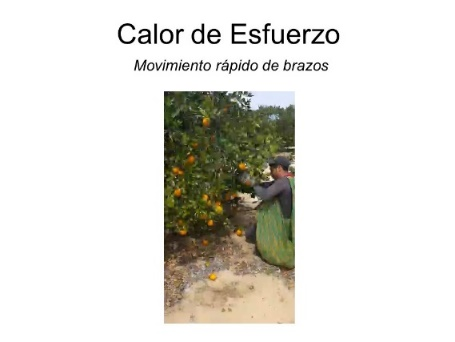 Calor de Esfuerzo
Movimiento rápido de brazos